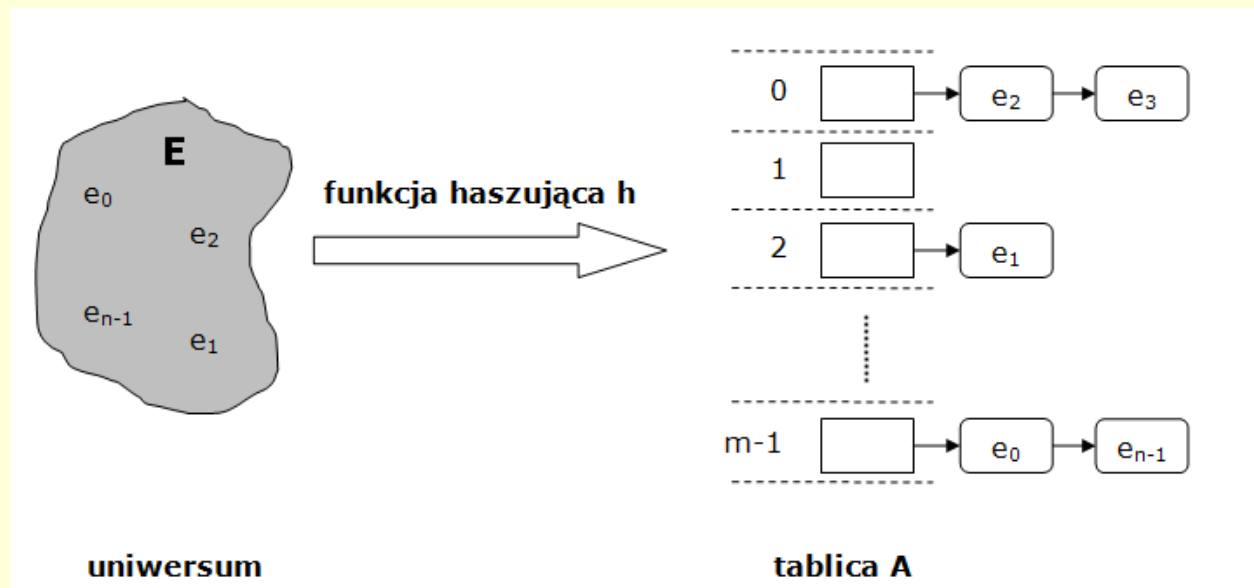 E
e₀
e₂
eₙ₋₁
e₁
funkcja haszująca h
0 e₂ e₃
1
2 e₁
m-1 e₀ eₙ₋₁
uniwersum
tablica A